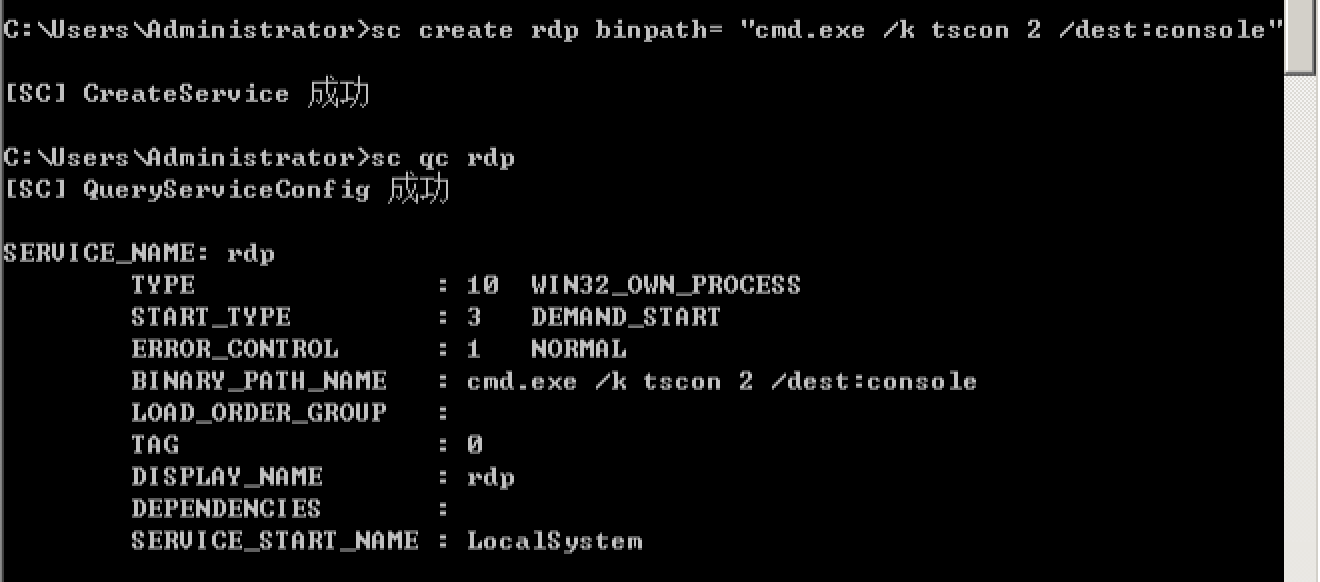 C:\Users\Administrator>sc create rdp binpath= "cmd.exe /k tscon 2 /dest:console"
[SC] CreateService 成功
C:\Users\Administrator>sc qc rdp
[SC] QueryServiceConfig 成功
SERVICE_NAME: rdp
TYPE : 10 WIN32_OWN_PROCESS
START_TYPE : 3 DEMAND_START
ERROR_CONTROL : 1 NORMAL
BINARY_PATH_NAME : cmd.exe /k tscon 2 /dest:console
LOAD_ORDER_GROUP :
TAG : 0
DISPLAY_NAME : rdp
DEPENDENCIES :
SERVICE_START_NAME : LocalSystem